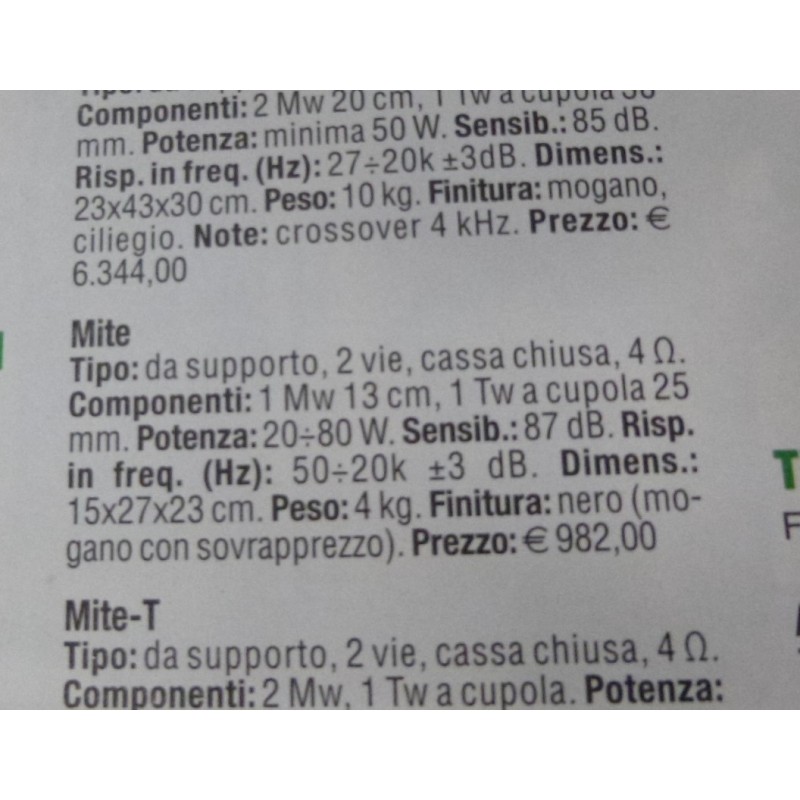 Componenti: 2 Mw 20 cm, 1 Tw a cupola 38
mm. Potenza: minima 50 W. Sensib.: 85 dB.
Risp. in freq. (Hz): 27÷20k ±3dB. Dimens.:
23x43x30 cm. Peso: 10 kg. Finitura: mogano,
ciliegio. Note: crossover 4 kHz. Prezzo: €
6.344,00
Mite
Tipo: da supporto, 2 vie, cassa chiusa, 4 Ω.
Componenti: 1 Mw 13 cm, 1 Tw a cupola 25
mm. Potenza: 20÷80 W. Sensib.: 87 dB. Risp.
in freq. (Hz): 50÷20k ±3 dB. Dimens.:
15x27x23 cm. Peso: 4 kg. Finitura: nero (mo-
gano con sovrapprezzo). Prezzo: € 982,00
Mite-T
Tipo: da supporto, 2 vie, cassa chiusa, 4 Ω.
Componenti: 2 Mw, 1 Tw a cupola. Potenza:
T
F